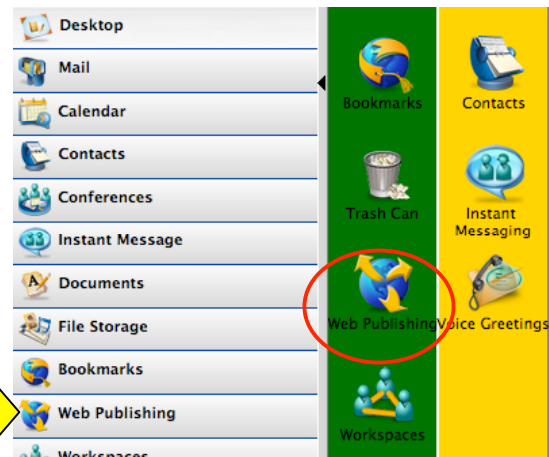 Desktop
Mail
Calendar
Contacts
Conferences
Instant Message
Documents
File Storage
Bookmarks
Web Publishing
Workspaces
Bookmarks
Trash Can
Web Publishing
Workspaces
Contacts
Instant
Messaging
Voice Greetings